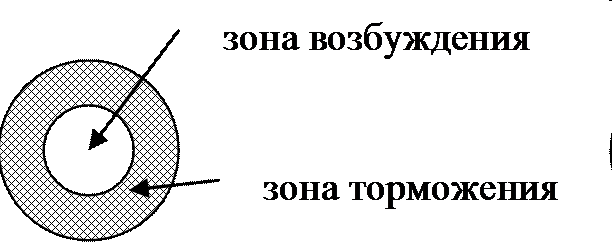 зона возбуждения
зона торможения